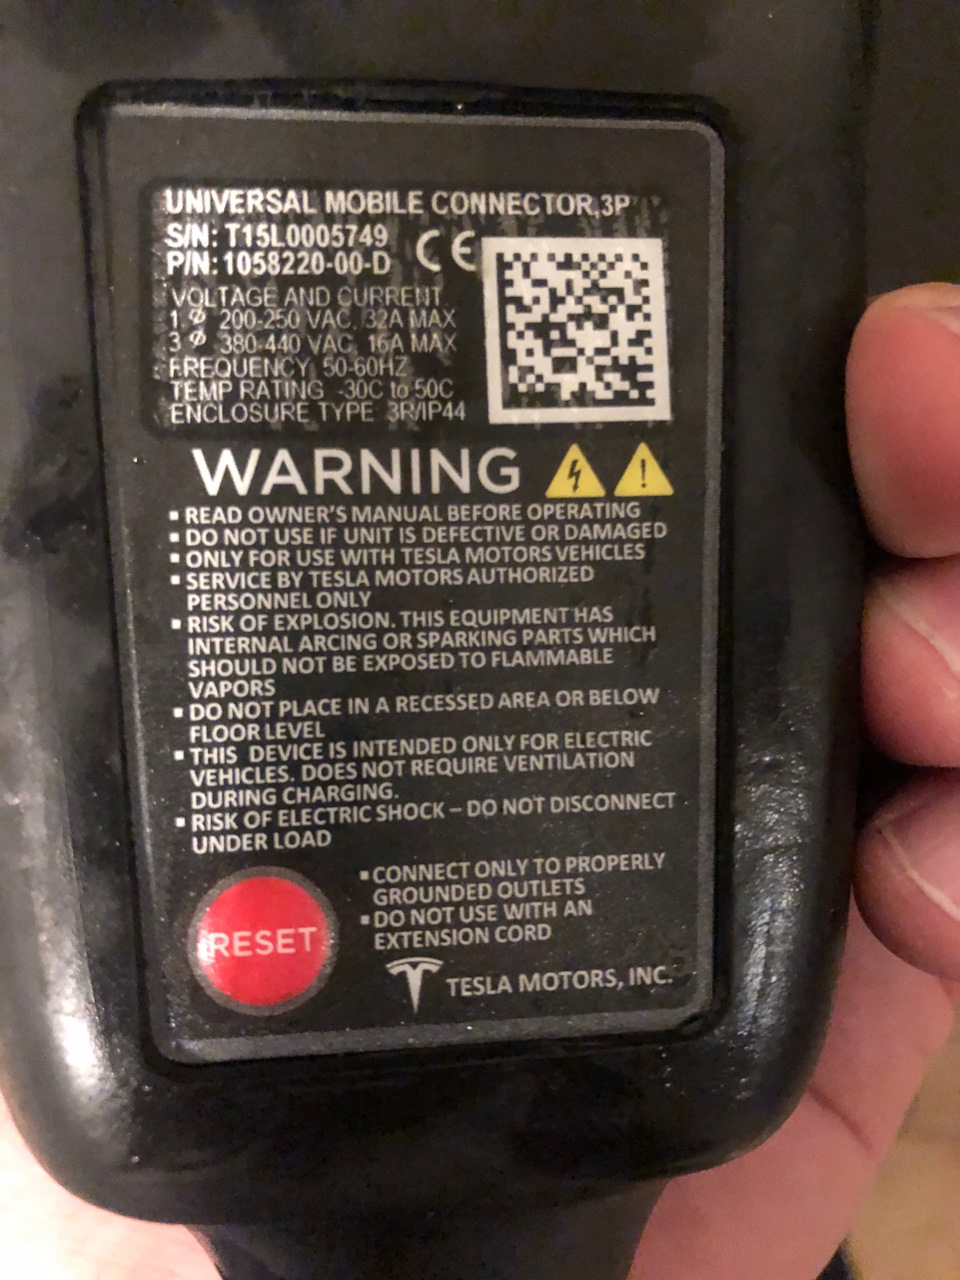 UNIVERSAL MOBILE CONNECTOR,3P
S/N: T15L0005749
P/N: 1058220-00-D
CE
VOLTAGE AND CURRENT
1 Ø 200-250 VAC, 32A MAX
3 Ø 380-440 VAC, 16A MAX
FREQUENCY 50-60HZ
TEMP RATING -30C to 50C
ENCLOSURE TYPE 3R/IP44
WARNING
▪ READ OWNER'S MANUAL BEFORE OPERATING
▪ DO NOT USE IF UNIT IS DEFECTIVE OR DAMAGED
▪ ONLY FOR USE WITH TESLA MOTORS VEHICLES
▪ SERVICE BY TESLA MOTORS AUTHORIZED
PERSONNEL ONLY
▪ RISK OF EXPLOSION. THIS EQUIPMENT HAS
INTERNAL ARCING OR SPARKING PARTS WHICH
SHOULD NOT BE EXPOSED TO FLAMMABLE
VAPORS
▪ DO NOT PLACE IN A RECESSED AREA OR BELOW
FLOOR LEVEL
▪ THIS DEVICE IS INTENDED ONLY FOR ELECTRIC
VEHICLES. DOES NOT REQUIRE VENTILATION
DURING CHARGING.
▪ RISK OF ELECTRIC SHOCK – DO NOT DISCONNECT
UNDER LOAD
▪ CONNECT ONLY TO PROPERLY
GROUNDED OUTLETS
▪ DO NOT USE WITH AN
EXTENSION CORD
RESET
TESLA MOTORS, INC.